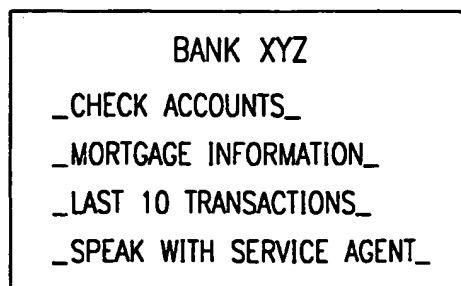 BANK XYZ
_CHECK ACCOUNTS_
_MORTGAGE INFORMATION_
_LAST 10 TRANSACTIONS_
_SPEAK WITH SERVICE AGENT_